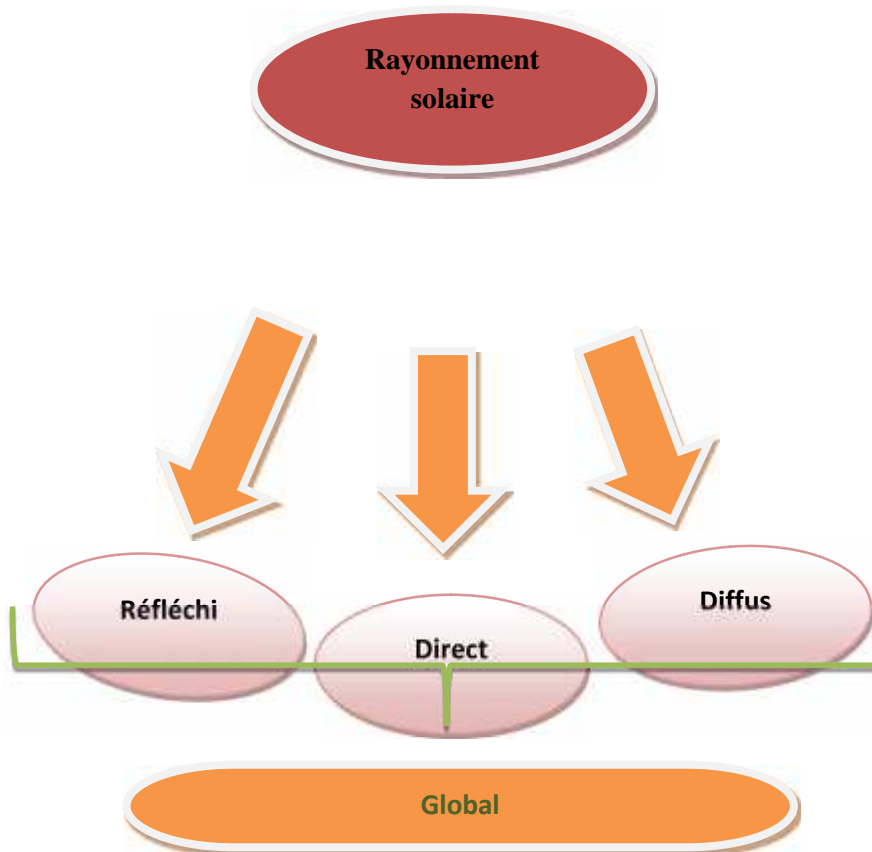 Rayonnement
solaire
Réfléchi
Direct
Diffus
Global